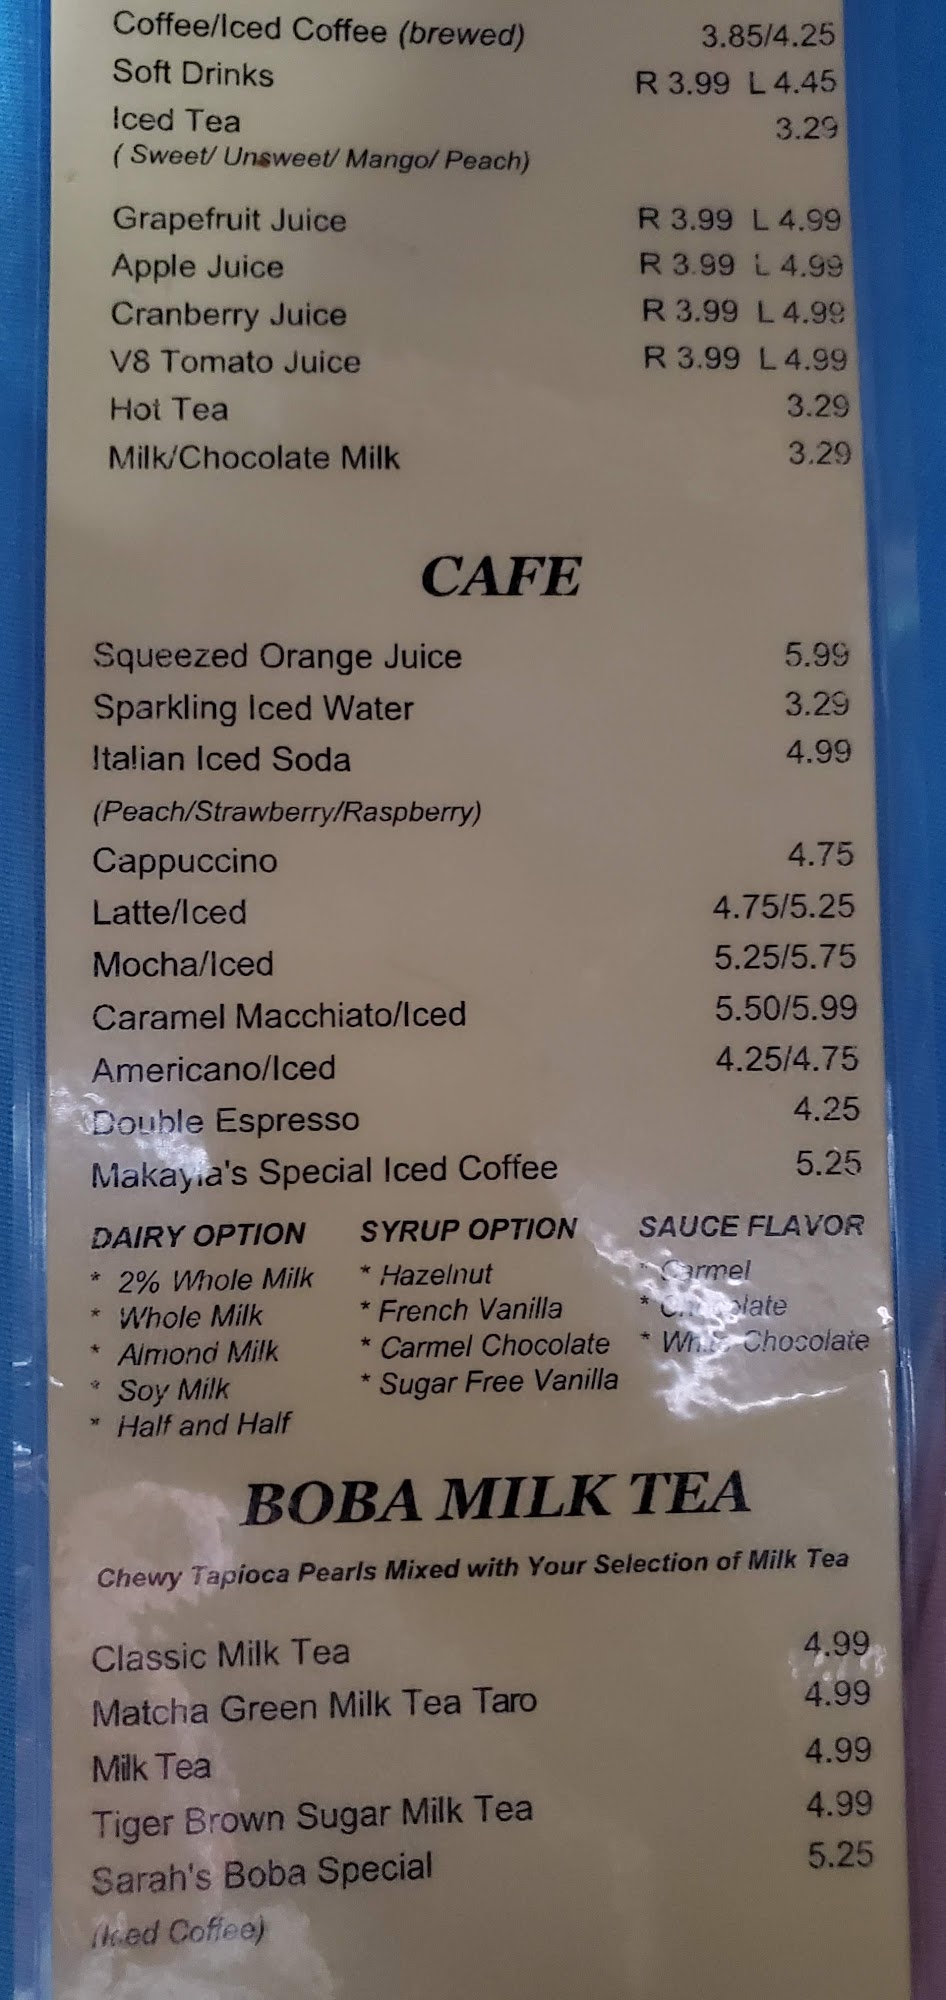 Coffee/Iced Coffee (brewed) 3.85/4.25
Soft Drinks R 3.99 L 4.45
Iced Tea 3.29
( Sweet/ Unsweet/ Mango/ Peach)
Grapefruit Juice R 3.99 L 4.99
Apple Juice R 3.99 L 4.99
Cranberry Juice R 3.99 L 4.99
V8 Tomato Juice R 3.99 L 4.99
Hot Tea 3.29
Milk/Chocolate Milk 3.29
CAFE
Squeezed Orange Juice 5.99
Sparkling Iced Water 3.29
Italian Iced Soda 4.99
(Peach/Strawberry/Raspberry)
Cappuccino 4.75
Latte/Iced 4.75/5.25
Mocha/Iced 5.25/5.75
Caramel Macchiato/Iced 5.50/5.99
Americano/Iced 4.25/4.75
Double Espresso 4.25
Makayla's Special Iced Coffee 5.25
DAIRY OPTION SYRUP OPTION SAUCE FLAVOR
* 2% Whole Milk * Hazelnut * Carmel
* Whole Milk * French Vanilla * Chocolate
* Almond Milk * Carmel Chocolate * White Chocolate
* Soy Milk * Sugar Free Vanilla
* Half and Half
BOBA MILK TEA
Chewy Tapioca Pearls Mixed with Your Selection of Milk Tea
Classic Milk Tea 4.99
Matcha Green Milk Tea Taro 4.99
Milk Tea 4.99
Tiger Brown Sugar Milk Tea 4.99
Sarah's Boba Special 5.25
(Iced Coffee)